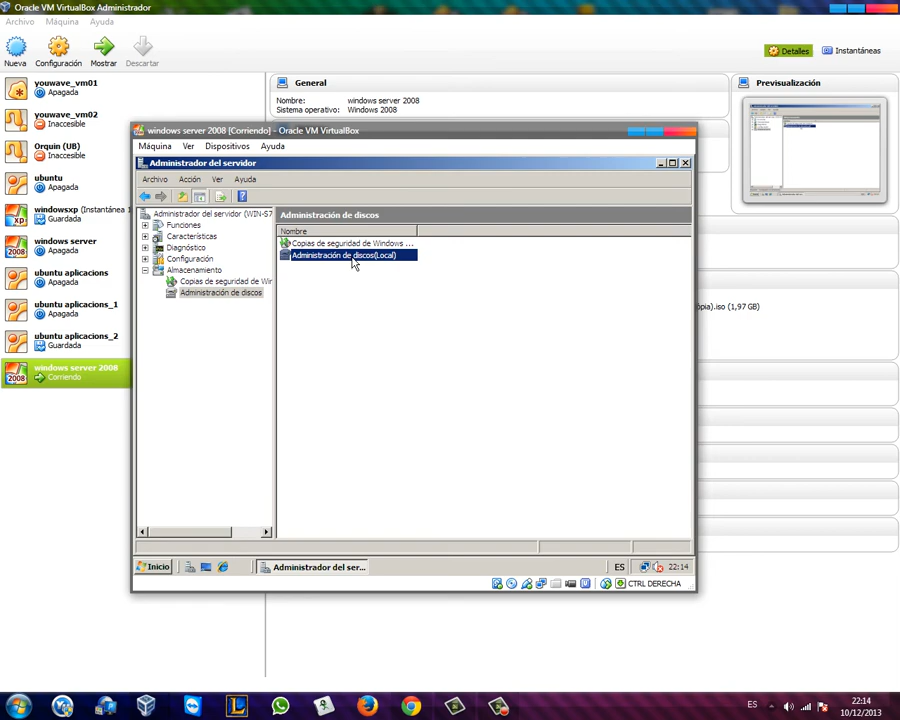 Oracle VM VirtualBox Administrador
Archivo Máquina Ayuda
Nueva Configuración Mostrar Descartar
Detalles Instantáneas
youwave_vm01
Apagada
youwave_vm02
Inaccesible
Orquin (UB)
Inaccesible
ubuntu
Apagada
windowsxp (Instantánea 1
Guardada
windows server
Apagada
ubuntu aplicacions
Apagada
ubuntu aplicacions_1
Apagada
ubuntu aplicacions_2
Guardada
windows server 2008
Corriendo
General
Nombre: windows server 2008
Sistema operativo: Windows 2008
Previsualización
pia).iso (1,97 GB)
windows server 2008 [Corriendo] - Oracle VM VirtualBox
Máquina Ver Dispositivos Ayuda
Administrador del servidor
Archivo Acción Ver Ayuda
Administrador del servidor (WIN-S7
Funciones
Características
Diagnóstico
Configuración
Almacenamiento
Copias de seguridad de Wir
Administración de discos
Administración de discos
Nombre
Copias de seguridad de Windows ...
Administración de discos(Local)
Inicio
Administrador del ser...
ES
22:14
CTRL DERECHA
ES
22:14
10/12/2013